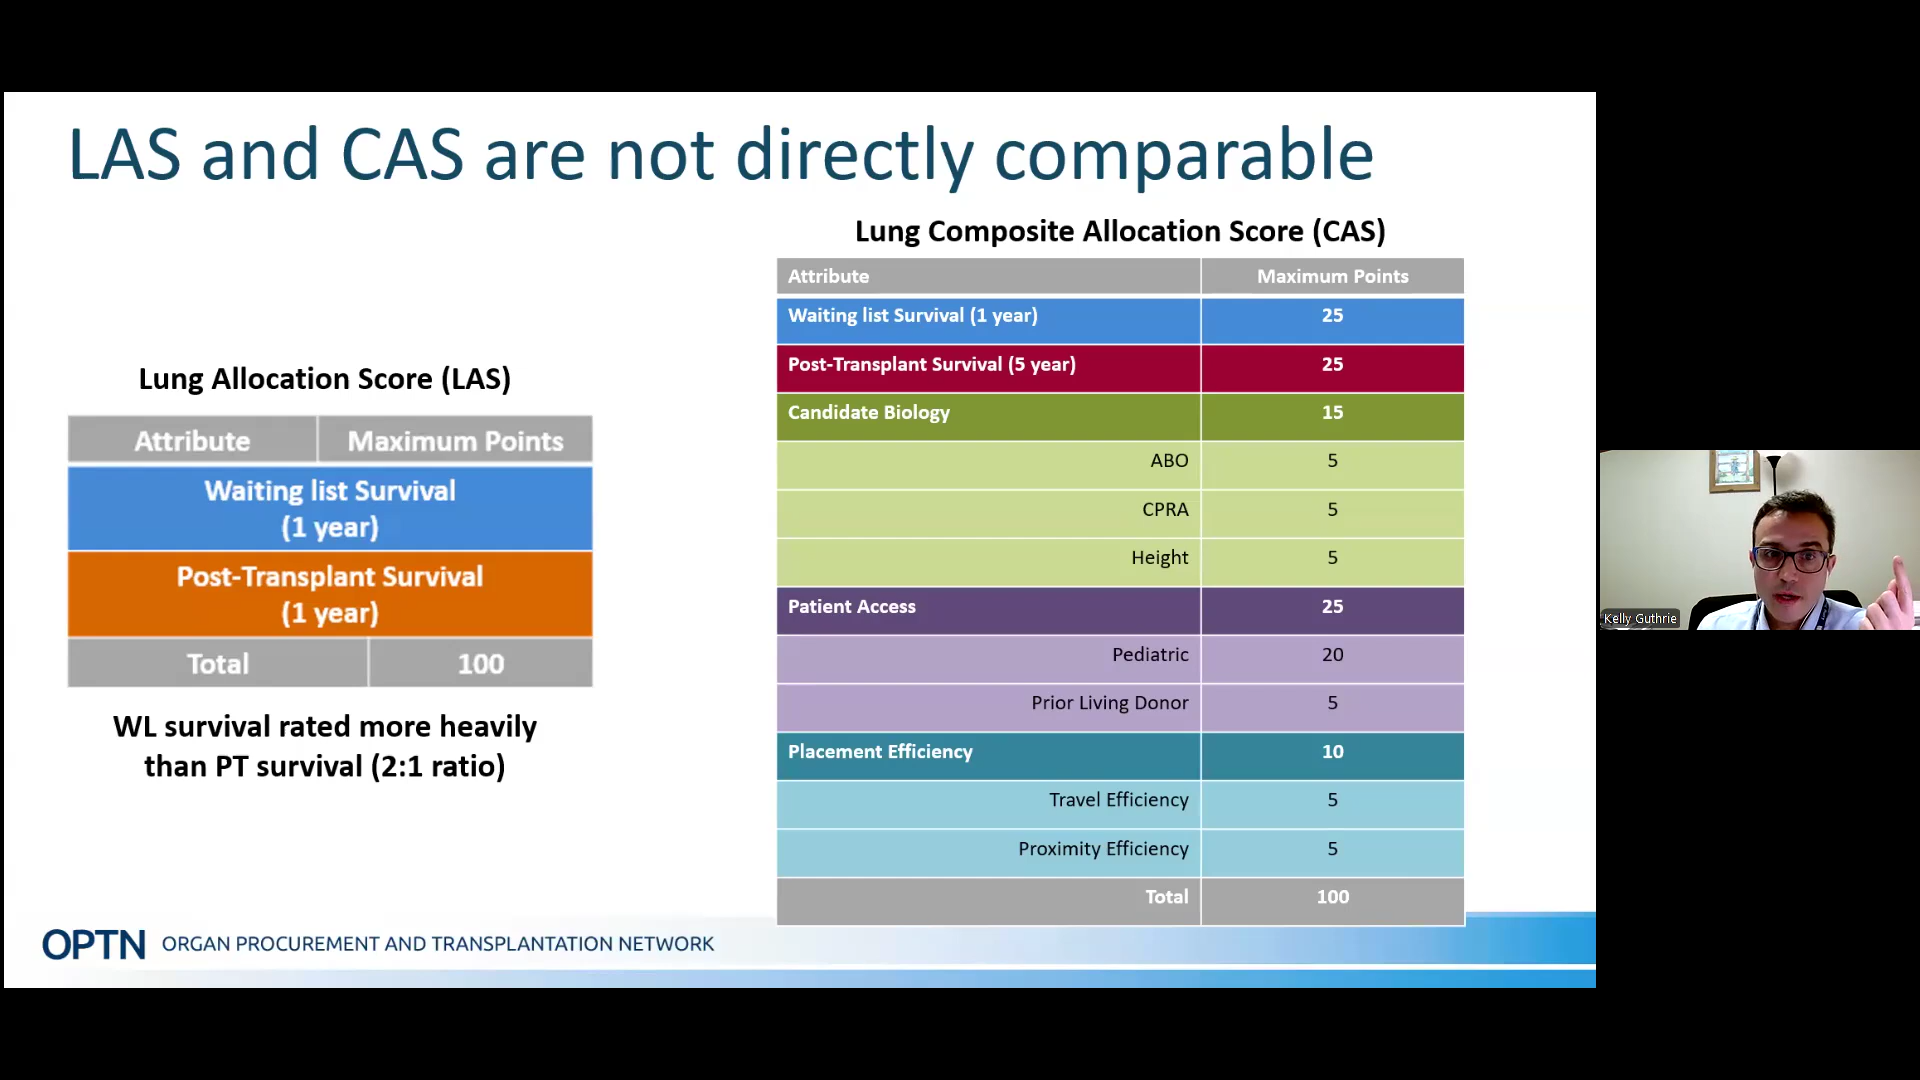 LAS and CAS are not directly comparable
Lung Allocation Score (LAS)
Attribute Maximum Points
Waiting list Survival
(1 year)
Post-Transplant Survival
(1 year)
Total 100
WL survival rated more heavily
than PT survival (2:1 ratio)
Lung Composite Allocation Score (CAS)
Attribute Maximum Points
Waiting list Survival (1 year) 25
Post-Transplant Survival (5 year) 25
Candidate Biology 15
ABO 5
CPRA 5
Height 5
Patient Access 25
Pediatric 20
Prior Living Donor 5
Placement Efficiency 10
Travel Efficiency 5
Proximity Efficiency 5
Total 100
OPTN ORGAN PROCUREMENT AND TRANSPLANTATION NETWORK
Kelly Guthrie